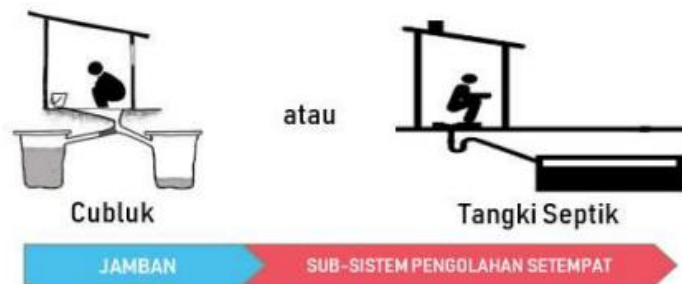 atau
Cubluk
Tangki Septik
JAMBAN
SUB-SISTEM PENGOLAHAN SETEMPAT